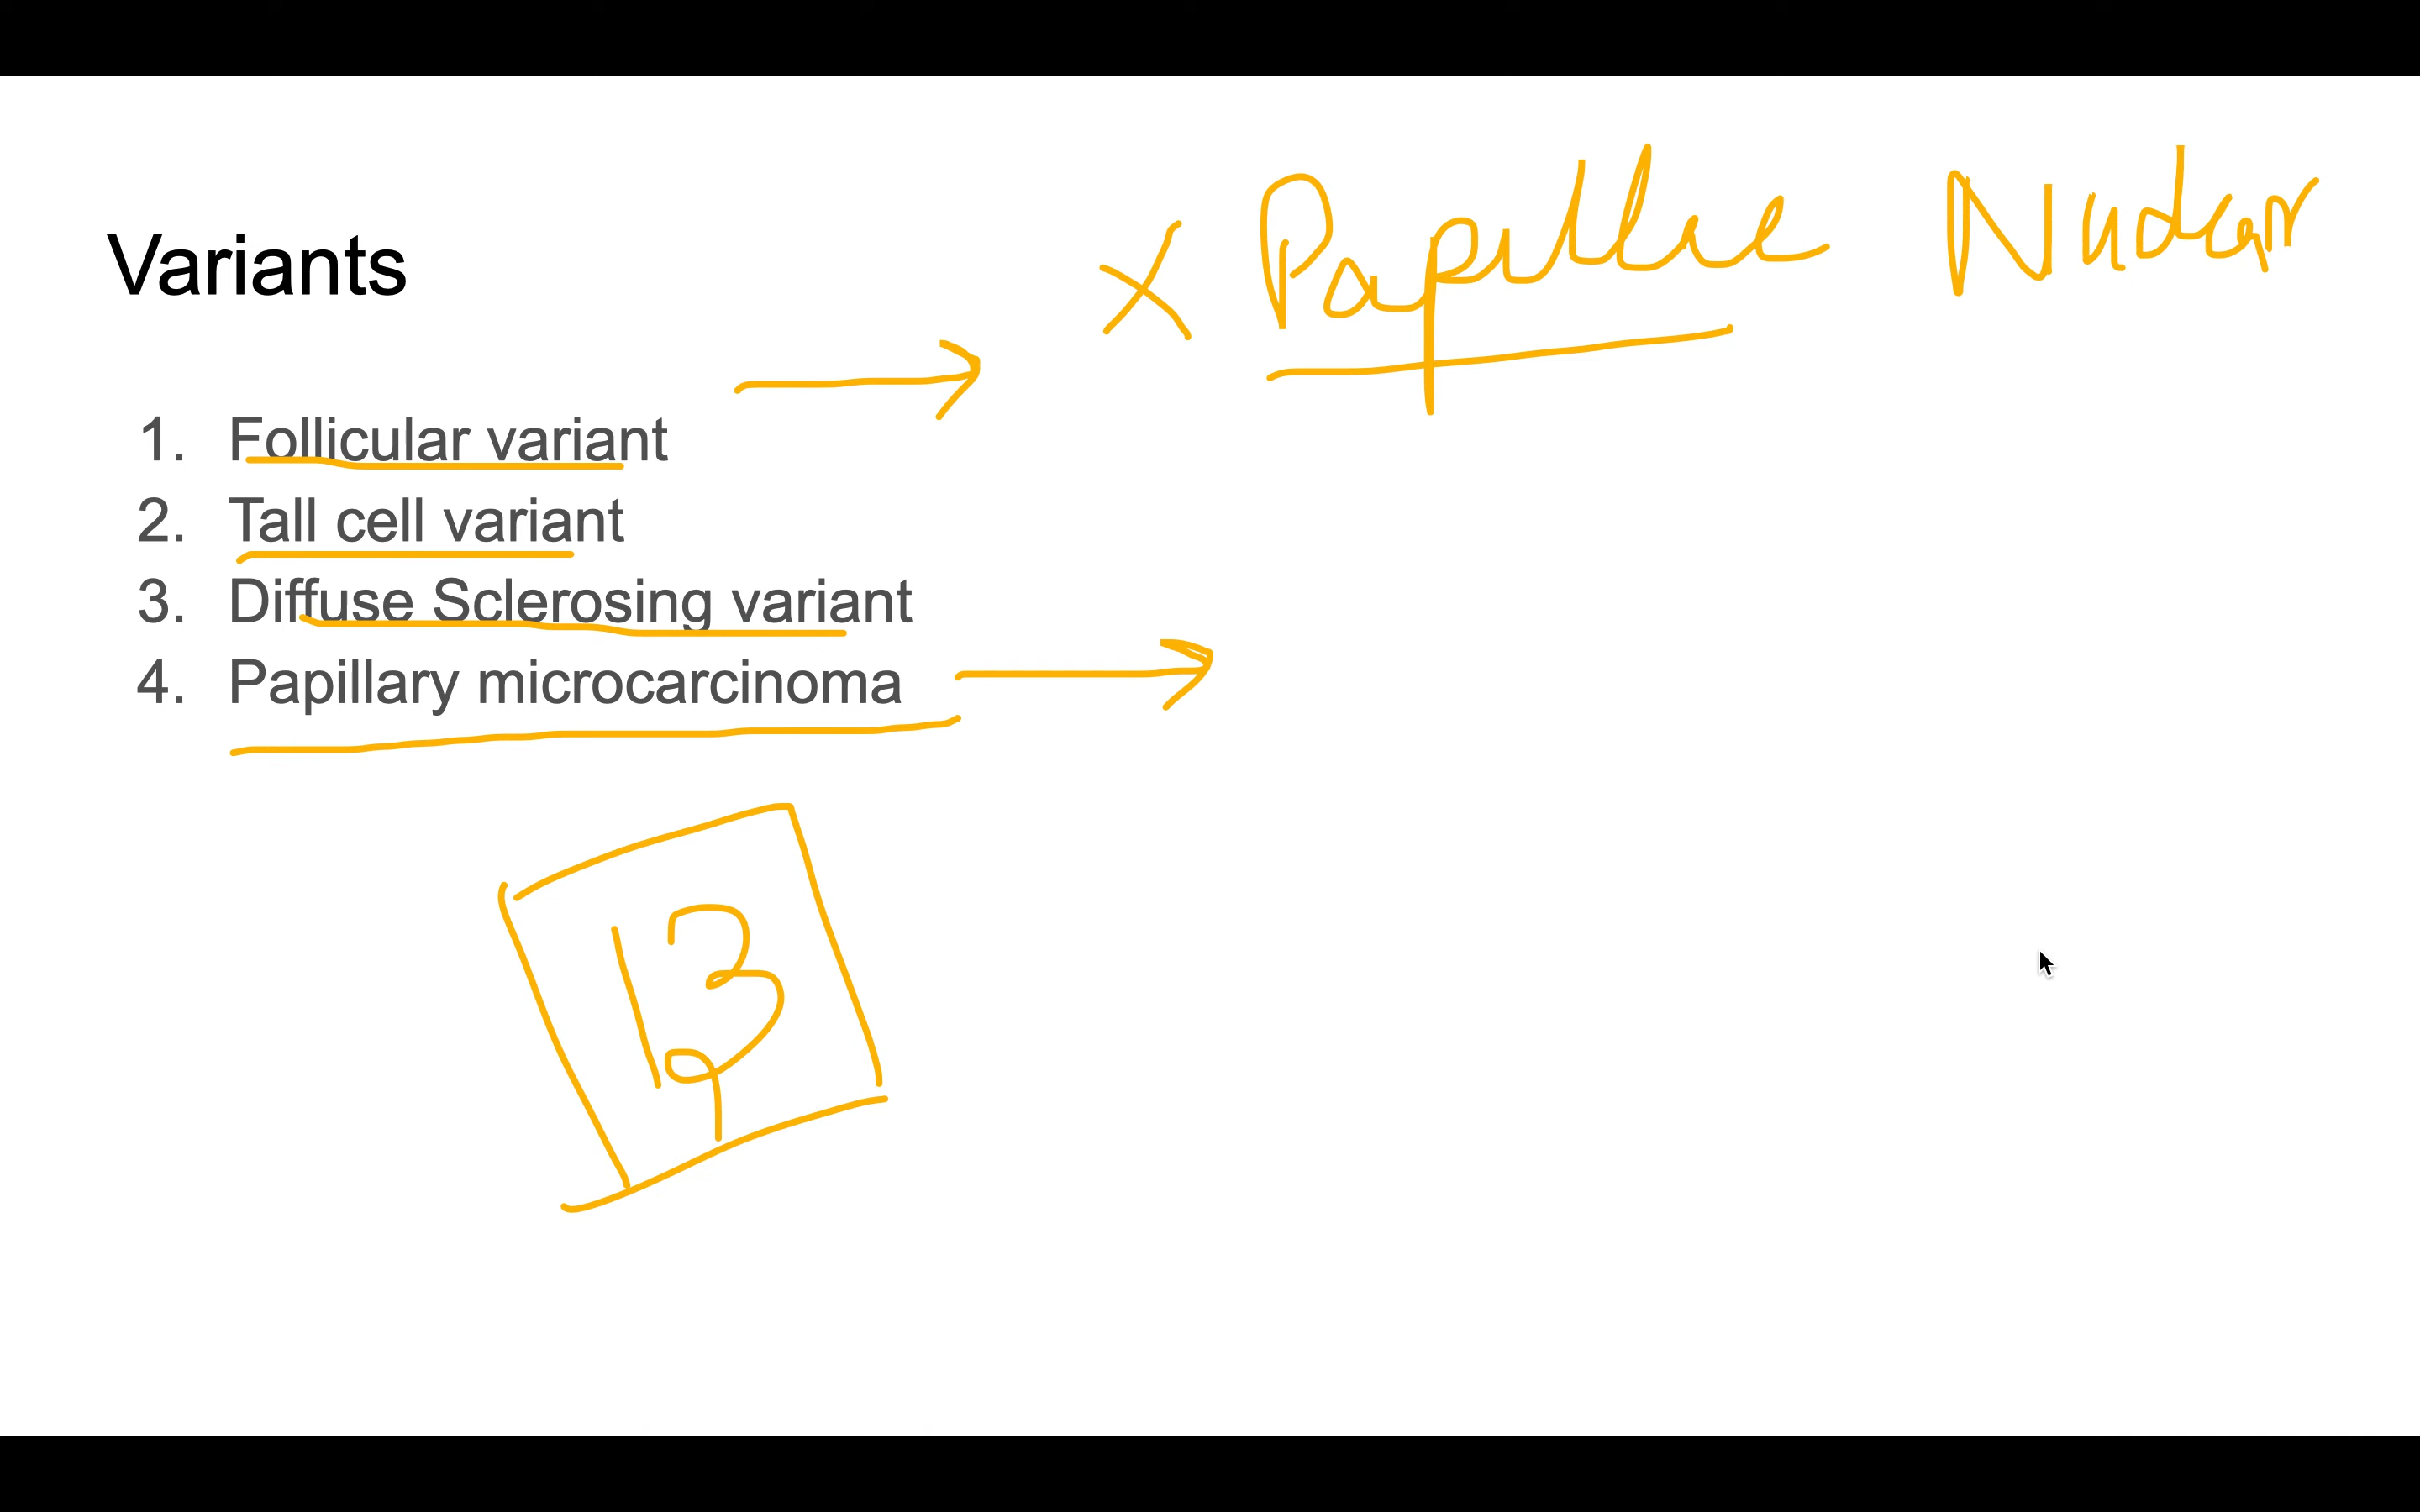 x Papillae Nuclear
Variants
1. Follicular variant
2. Tall cell variant
3. Diffuse Sclerosing variant
4. Papillary microcarcinoma
13